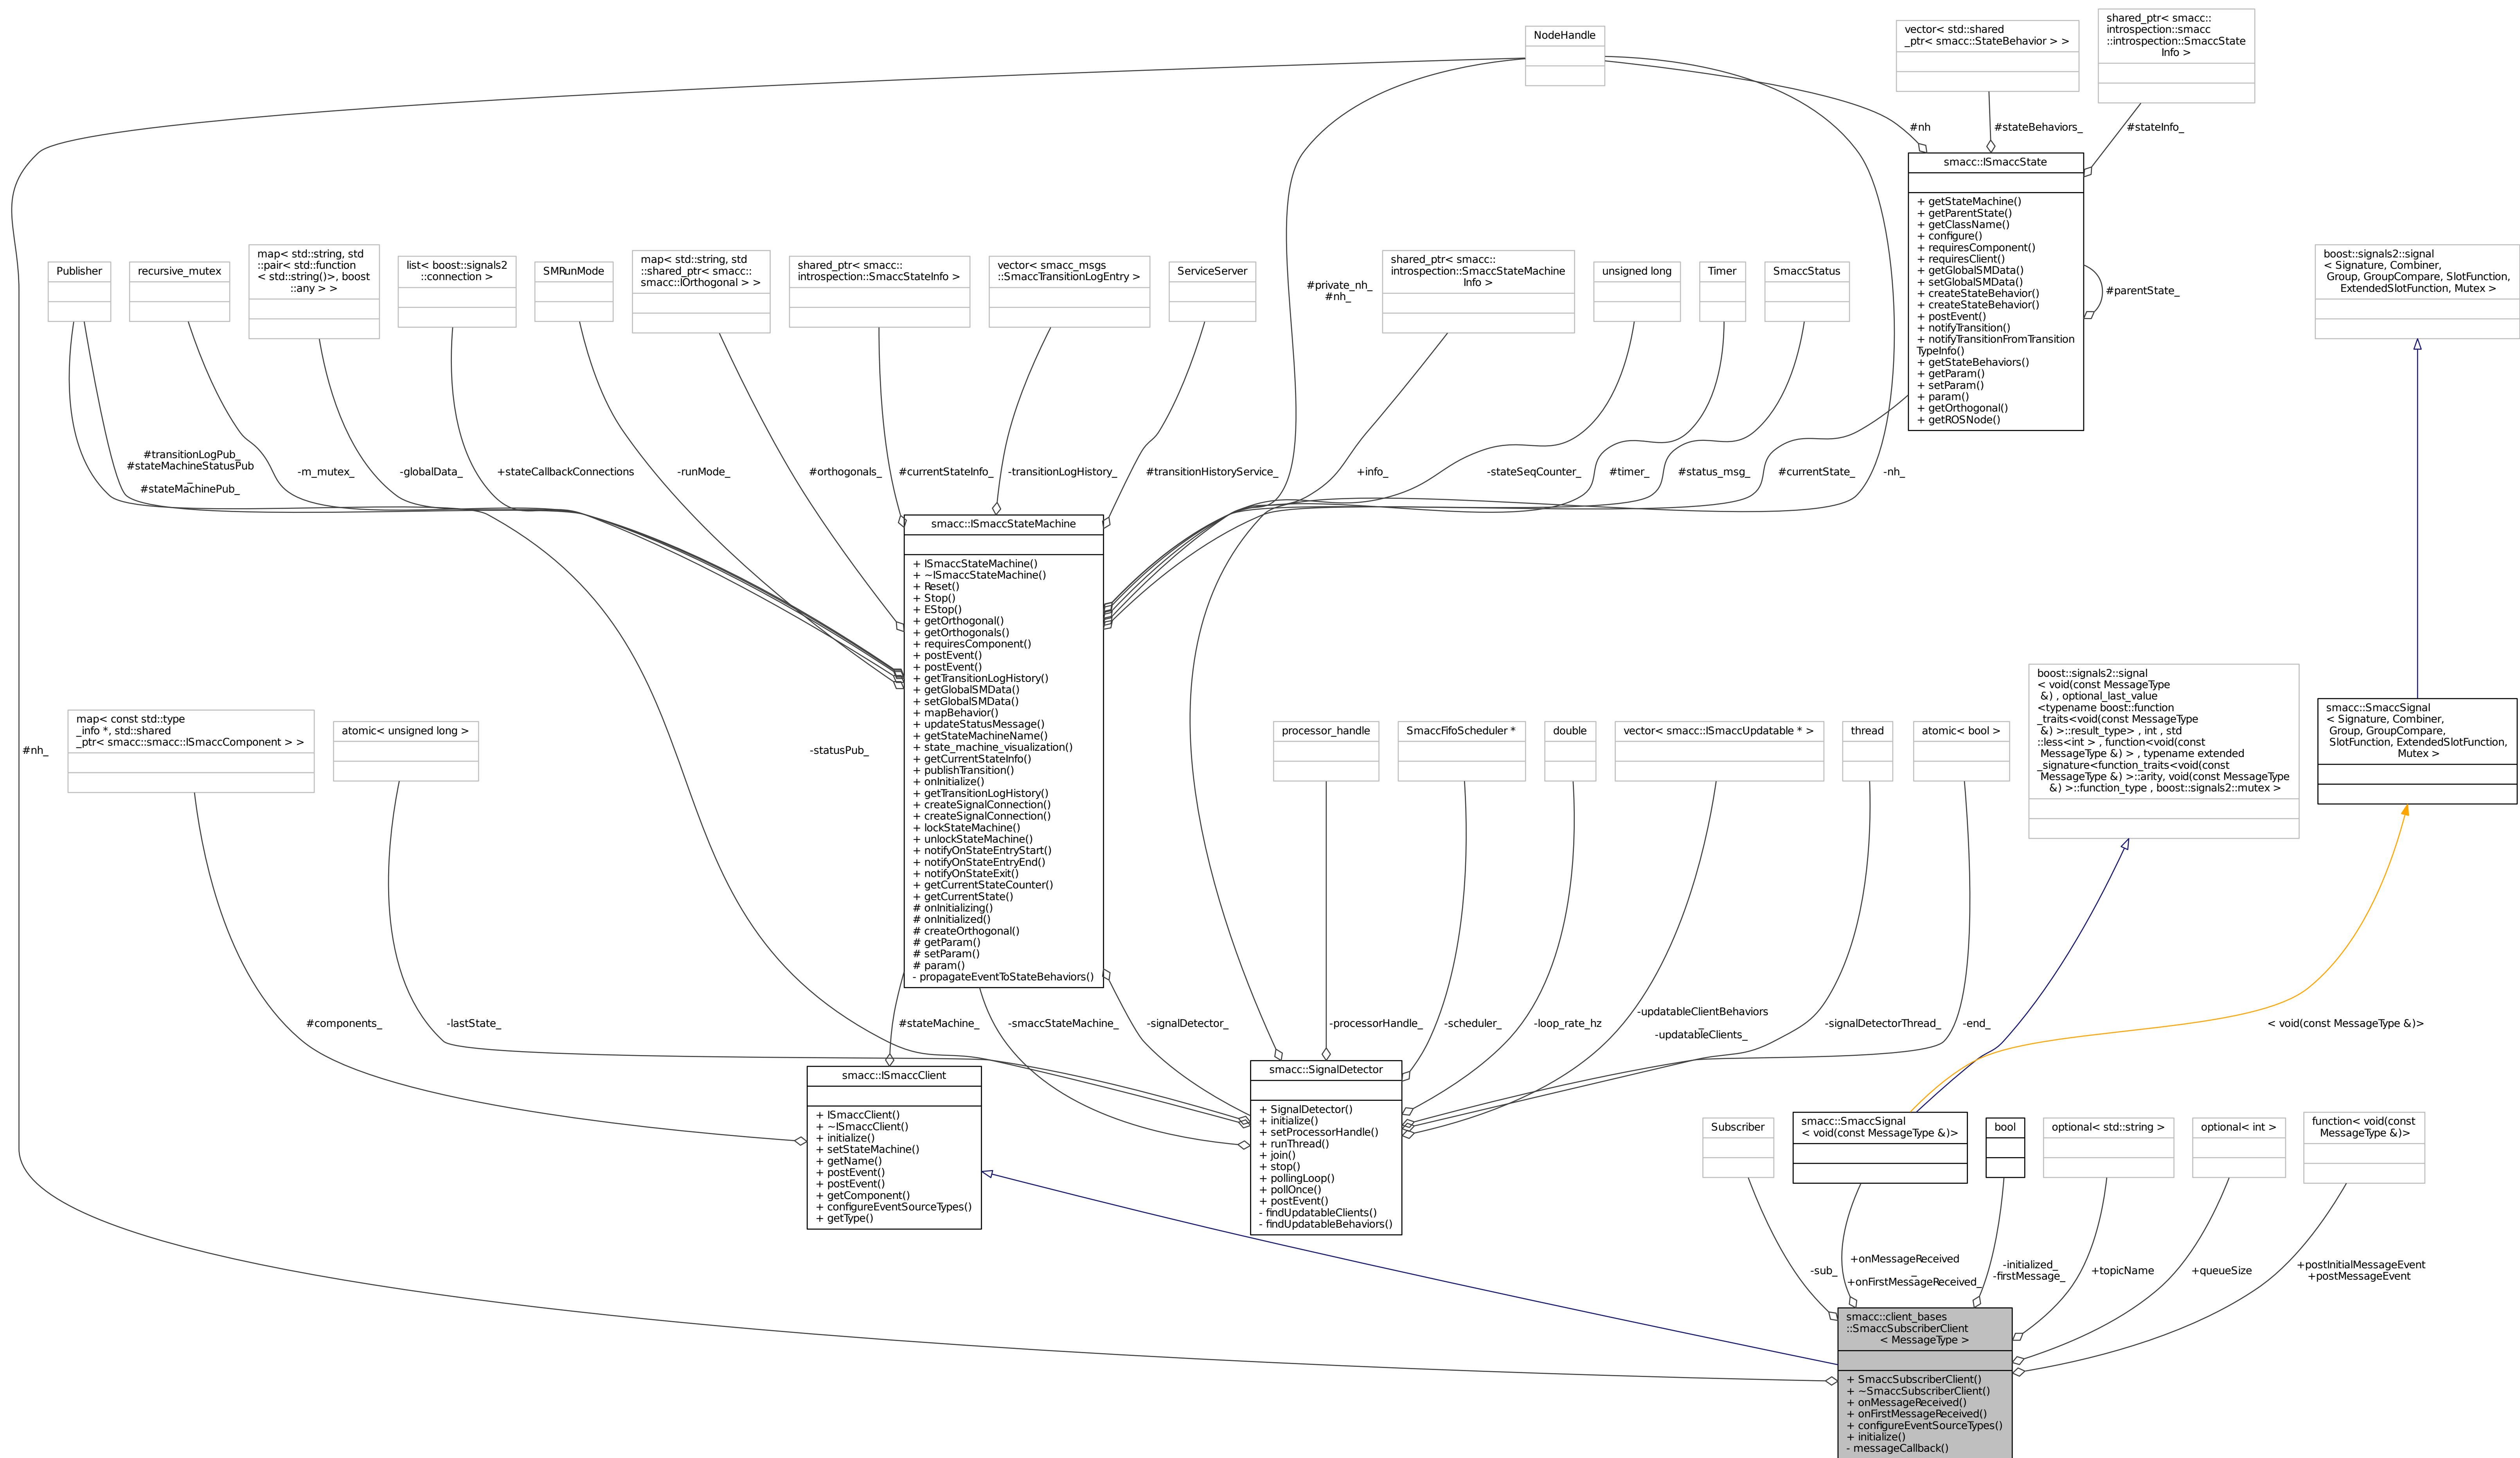 NodeHandle
vector< std::shared
_ptr< smacc::StateBehavior > >
shared_ptr< smacc::
introspection::smacc
::introspection::SmaccState
Info >
#nh
#stateBehaviors_
#stateInfo_
smacc::ISmaccState
+ getStateMachine()
+ getParentState()
+ getClassName()
+ configure()
+ requiresComponent()
+ requiresClient()
+ getGlobalSMData()
+ setGlobalSMData()
+ createStateBehavior()
+ createStateBehavior()
+ postEvent()
+ notifyTransition()
+ notifyTransitionFromTransition
TypeInfo()
+ getStateBehaviors()
+ getParam()
+ setParam()
+ param()
+ getOrthogonal()
+ getROSNode()
#parentState_
boost::signals2::signal
< Signature, Combiner,
Group, GroupCompare, SlotFunction,
ExtendedSlotFunction, Mutex >
Publisher
recursive_mutex
map< std::string, std
::pair< std::function
< std::string()>, boost
::any > >
list< boost::signals2
::connection >
SMRunMode
map< std::string, std
::shared_ptr< smacc::
smacc::IOrthogonal > >
shared_ptr< smacc::
introspection::SmaccStateInfo >
vector< smacc_msgs
::SmaccTransitionLogEntry >
ServiceServer
#private_nh_
#nh_
shared_ptr< smacc::
introspection::SmaccStateMachine
Info >
unsigned long
Timer
SmaccStatus
#transitionLogPub_
#stateMachineStatusPub
_
#stateMachinePub_
-m_mutex_
-globalData_
+stateCallbackConnections
-runMode_
#orthogonals_
#currentStateInfo_
-transitionLogHistory_
#transitionHistoryService_
+info_
-stateSeqCounter_
#timer_
#status_msg_
#currentState_
-nh_
smacc::ISmaccStateMachine
+ ISmaccStateMachine()
+ ~ISmaccStateMachine()
+ Reset()
+ Stop()
+ EStop()
+ getOrthogonal()
+ getOrthogonals()
+ requiresComponent()
+ postEvent()
+ postEvent()
+ getTransitionLogHistory()
+ getGlobalSMData()
+ setGlobalSMData()
+ mapBehavior()
+ updateStatusMessage()
+ getStateMachineName()
+ state_machine_visualization()
+ getCurrentStateInfo()
+ publishTransition()
+ onInitialize()
+ getTransitionLogHistory()
+ createSignalConnection()
+ createSignalConnection()
+ lockStateMachine()
+ unlockStateMachine()
+ notifyOnStateEntryStart()
+ notifyOnStateEntryEnd()
+ notifyOnStateExit()
+ getCurrentStateCounter()
+ getCurrentState()
# onInitializing()
# onInitialized()
# createOrthogonal()
# getParam()
# setParam()
# param()
- propagateEventToStateBehaviors()
boost::signals2::signal
< void(const MessageType
&) , optional_last_value
<typename boost::function
_traits<void(const MessageType
&) >::result_type> , int , std
::less<int > , function<void(const
MessageType &) > , typename extended
_signature<function_traits<void(const
MessageType &) >::arity, void(const MessageType
&) >::function_type , boost::signals2::mutex >
smacc::SmaccSignal
< Signature, Combiner,
Group, GroupCompare,
SlotFunction, ExtendedSlotFunction,
Mutex >
map< const std::type
_info *, std::shared
_ptr< smacc::smacc::ISmaccComponent > >
atomic< unsigned long >
processor_handle
SmaccFifoScheduler *
double
vector< smacc::ISmaccUpdatable * >
thread
atomic< bool >
#nh_
-statusPub_
#components_
-lastState_
#stateMachine_
-smaccStateMachine_
-signalDetector_
-processorHandle_
-scheduler_
-loop_rate_hz
-updatableClientBehaviors
_
-updatableClients_
-signalDetectorThread_
-end_
< void(const MessageType &)>
smacc::ISmaccClient
+ ISmaccClient()
+ ~ISmaccClient()
+ initialize()
+ setStateMachine()
+ getName()
+ postEvent()
+ postEvent()
+ getComponent()
+ configureEventSourceTypes()
+ getType()
smacc::SignalDetector
+ SignalDetector()
+ initialize()
+ setProcessorHandle()
+ runThread()
+ join()
+ stop()
+ pollingLoop()
+ pollOnce()
+ postEvent()
- findUpdatableClients()
- findUpdatableBehaviors()
Subscriber
smacc::SmaccSignal
< void(const MessageType &)>
bool
optional< std::string >
optional< int >
function< void(const
MessageType &)>
-sub_
+onMessageReceived
_
+onFirstMessageReceived_
-initialized_
-firstMessage_
+topicName
+queueSize
+postInitialMessageEvent
+postMessageEvent
smacc::client_bases
::SmaccSubscriberClient
< MessageType >
+ SmaccSubscriberClient()
+ ~SmaccSubscriberClient()
+ onMessageReceived()
+ onFirstMessageReceived()
+ configureEventSourceTypes()
+ initialize()
- messageCallback()